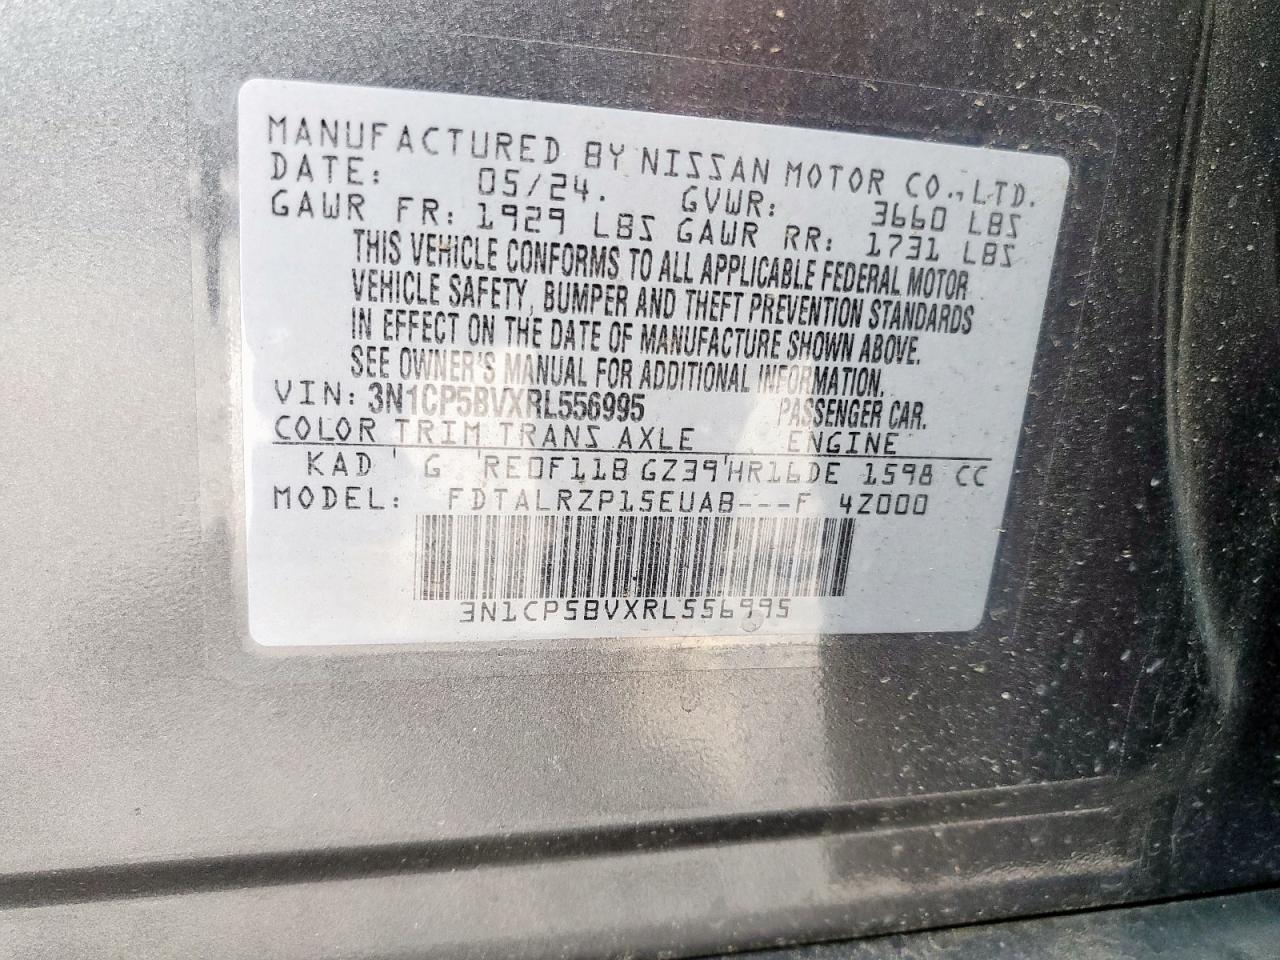 MANUFACTURED BY NISSAN MOTOR CO., LTD.
DATE: 05/24. GVWR: 3660 LBS
GAWR FR: 1929 LBS GAWR RR: 1731 LBS
THIS VEHICLE CONFORMS TO ALL APPLICABLE FEDERAL MOTOR
VEHICLE SAFETY, BUMPER AND THEFT PREVENTION STANDARDS
IN EFFECT ON THE DATE OF MANUFACTURE SHOWN ABOVE.
SEE OWNER'S MANUAL FOR ADDITIONAL INFORMATION.
VIN: 3N1CP5BVXRL556995 PASSENGER CAR.
COLOR TRIM TRANS AXLE ENGINE
KAD ' G 'RE0F11B GZ39'HR16DE 1598 CC
MODEL: FDTALRZP15EUAB---F 4Z000
3N1CP5BVXRL556995